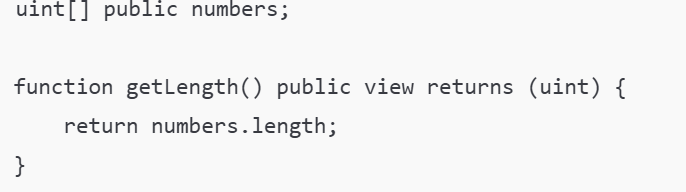 uint[] public numbers;
function getLength() public view returns (uint) {
    return numbers.length;
}